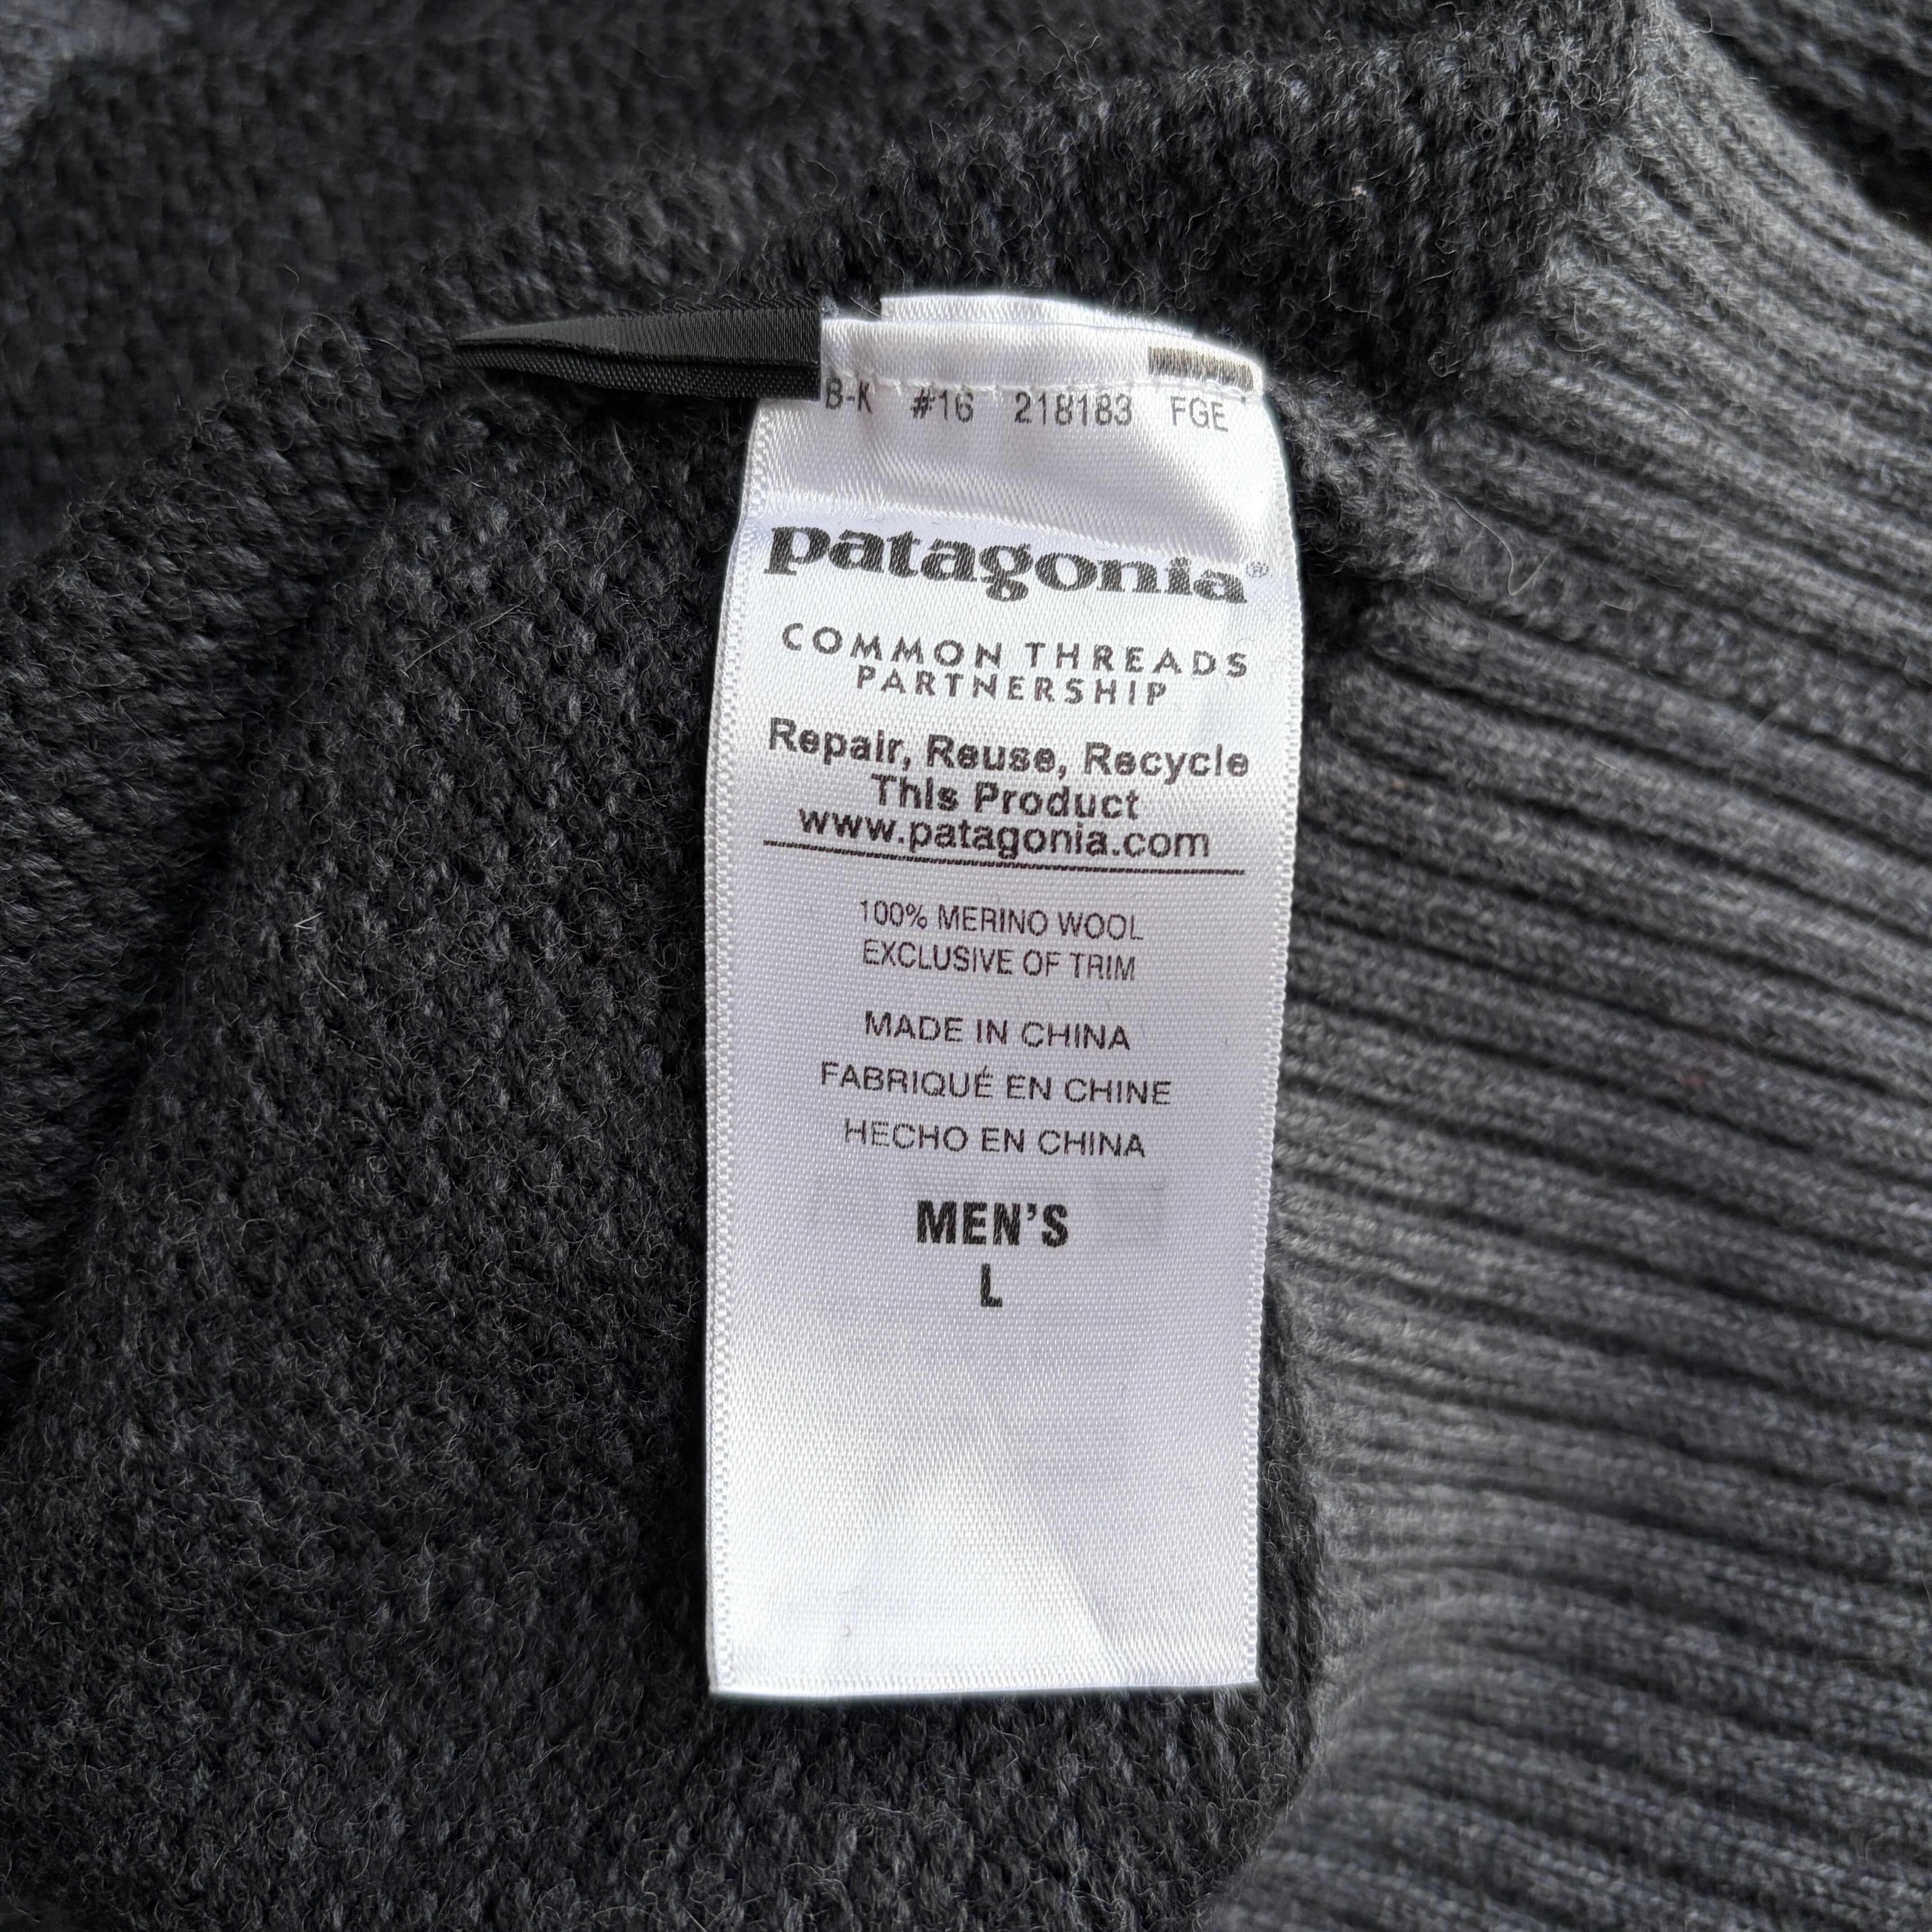 B-K #16 218183 FGE
patagonia®
COMMON THREADS
PARTNERSHIP
Repair, Reuse, Recycle
This Product
www.patagonia.com
100% MERINO WOOL
EXCLUSIVE OF TRIM
MADE IN CHINA
FABRIQUÉ EN CHINE
HECHO EN CHINA
MEN'S
L